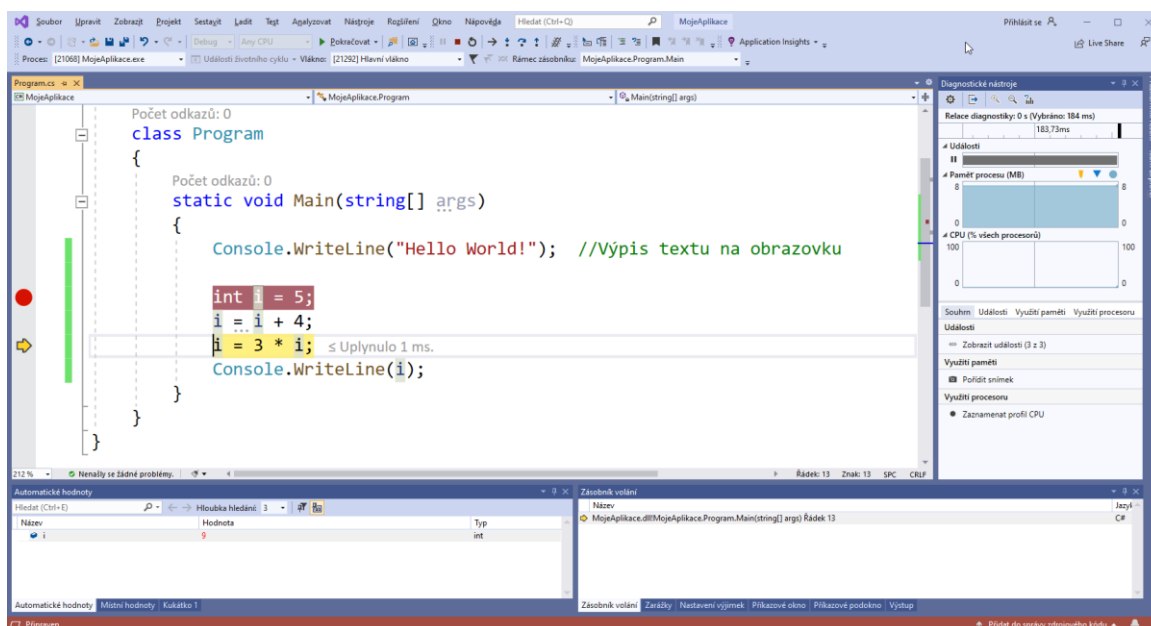 Soubor Upravit Zobrazit Projekt Sestavit Ladit Test Analyzovat Nástroje Rozšíření Okno Nápověda Hledat (Ctrl+Q) MojeAplikace Přihlásit se
Debug Any CPU Pokračovat Application Insights Live Share
Proces: [21068] MojeAplikace.exe Události životního cyklu Vlákno: [21292] Hlavní vlákno Rámec zásobníku: MojeAplikace.Program.Main
Program.cs
MojeAplikace MojeAplikace.Program Main(string[] args)
Počet odkazů: 0
class Program
{
Počet odkazů: 0
static void Main(string[] args)
{
Console.WriteLine("Hello World!"); //Výpis textu na obrazovku
int i = 5;
i = i + 4;
i = 3 * i; ≤ Uplynulo 1 ms.
Console.WriteLine(i);
}
}
}
212 % Nenašly se žádné problémy. Řádek: 13 Znak: 13 SPC CRLF
Diagnostické nástroje
Relace diagnostiky: 0 s (Vybráno: 184 ms)
183,73ms
Události
Paměť procesu (MB)
8 8
0 0
CPU (% všech procesorů)
100 100
0 0
Souhrn Události Využití paměti Využití procesoru
Události
Zobrazit události (3 z 3)
Využití paměti
Pořídit snímek
Využití procesoru
Zaznamenat profil CPU
Automatické hodnoty
Hledat (Ctrl+E) Hloubka hledání: 3
Název Hodnota Typ
i 9 int
Automatické hodnoty Místní hodnoty Kukátko 1
Zásobník volání
Název Jazyk
MojeAplikace.dll!MojeAplikace.Program.Main(string[] args) Řádek 13 C#
Zásobník volání Zarážky Nastavení výjimek Příkazové okno Příkazové podokno Výstup
Připraven Přidat do správy zdrojového kódu